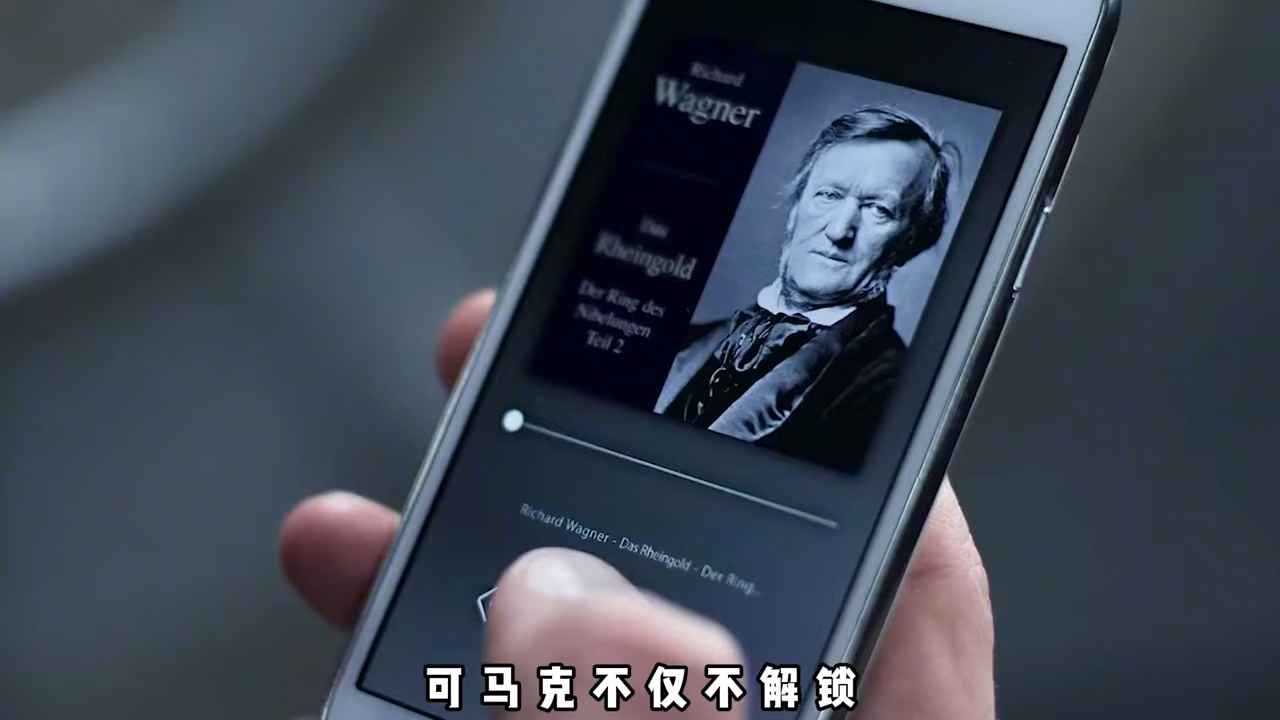 Richard
Wagner
Das
Rheingold
Der Ring des
Nibelungen
Teil 2
Richard Wagner - Das Rheingold - Der Ring...
可马克不仅不解锁